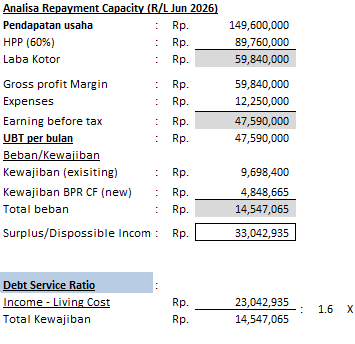 Analisa Repayment Capacity (R/L Jun 2026)
Pendapatan usaha : Rp. 149,600,000
HPP (60%) : Rp. 89,760,000
Laba Kotor : Rp. 59,840,000
Gross profit Margin : Rp. 59,840,000
Expenses : Rp. 12,250,000
Earning before tax : Rp. 47,590,000
UBT per bulan : Rp. 47,590,000
Beban/Kewajiban
Kewajiban (exisiting) : Rp. 9,698,400
Kewajiban BPR CF (new) : Rp. 4,848,665
Total beban : Rp. 14,547,065
Surplus/Dispossible Incom : Rp. 33,042,935
Debt Service Ratio :
Income - Living Cost Rp. 23,042,935 : 1.6 X
Total Kewajiban Rp. 14,547,065